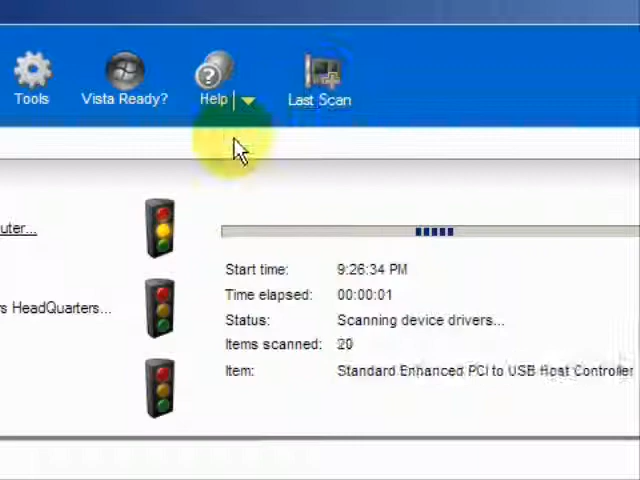 Tools
Vista Ready?
Help
Last Scan
uter...
s HeadQuarters...
Start time: 9:26:34 PM
Time elapsed: 00:00:01
Status: Scanning device drivers...
Items scanned: 20
Item: Standard Enhanced PCI to USB Host Controller